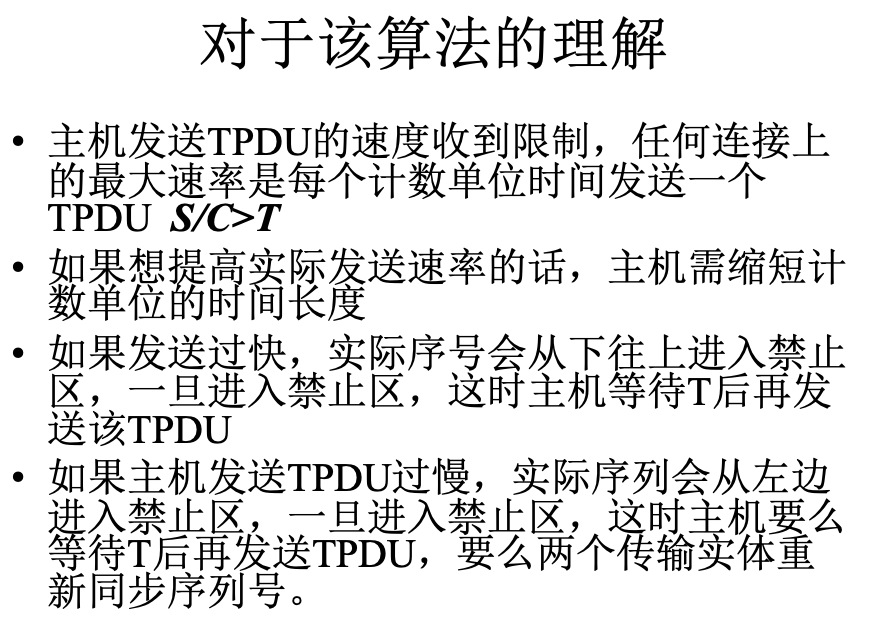 对于该算法的理解
• 主机发送TPDU的速度收到限制，任何连接上
的最大速率是每个计数单位时间发送一个
TPDU S/C>T
• 如果想提高实际发送速率的话，主机需缩短计
数单位的时间长度
• 如果发送过快，实际序号会从下往上进入禁止
区，一旦进入禁止区，这时主机等待T后再发
送该TPDU
• 如果主机发送TPDU过慢，实际序列会从左边
进入禁止区，一旦进入禁止区，这时主机要么
等待T后再发送TPDU，要么两个传输实体重
新同步序列号。